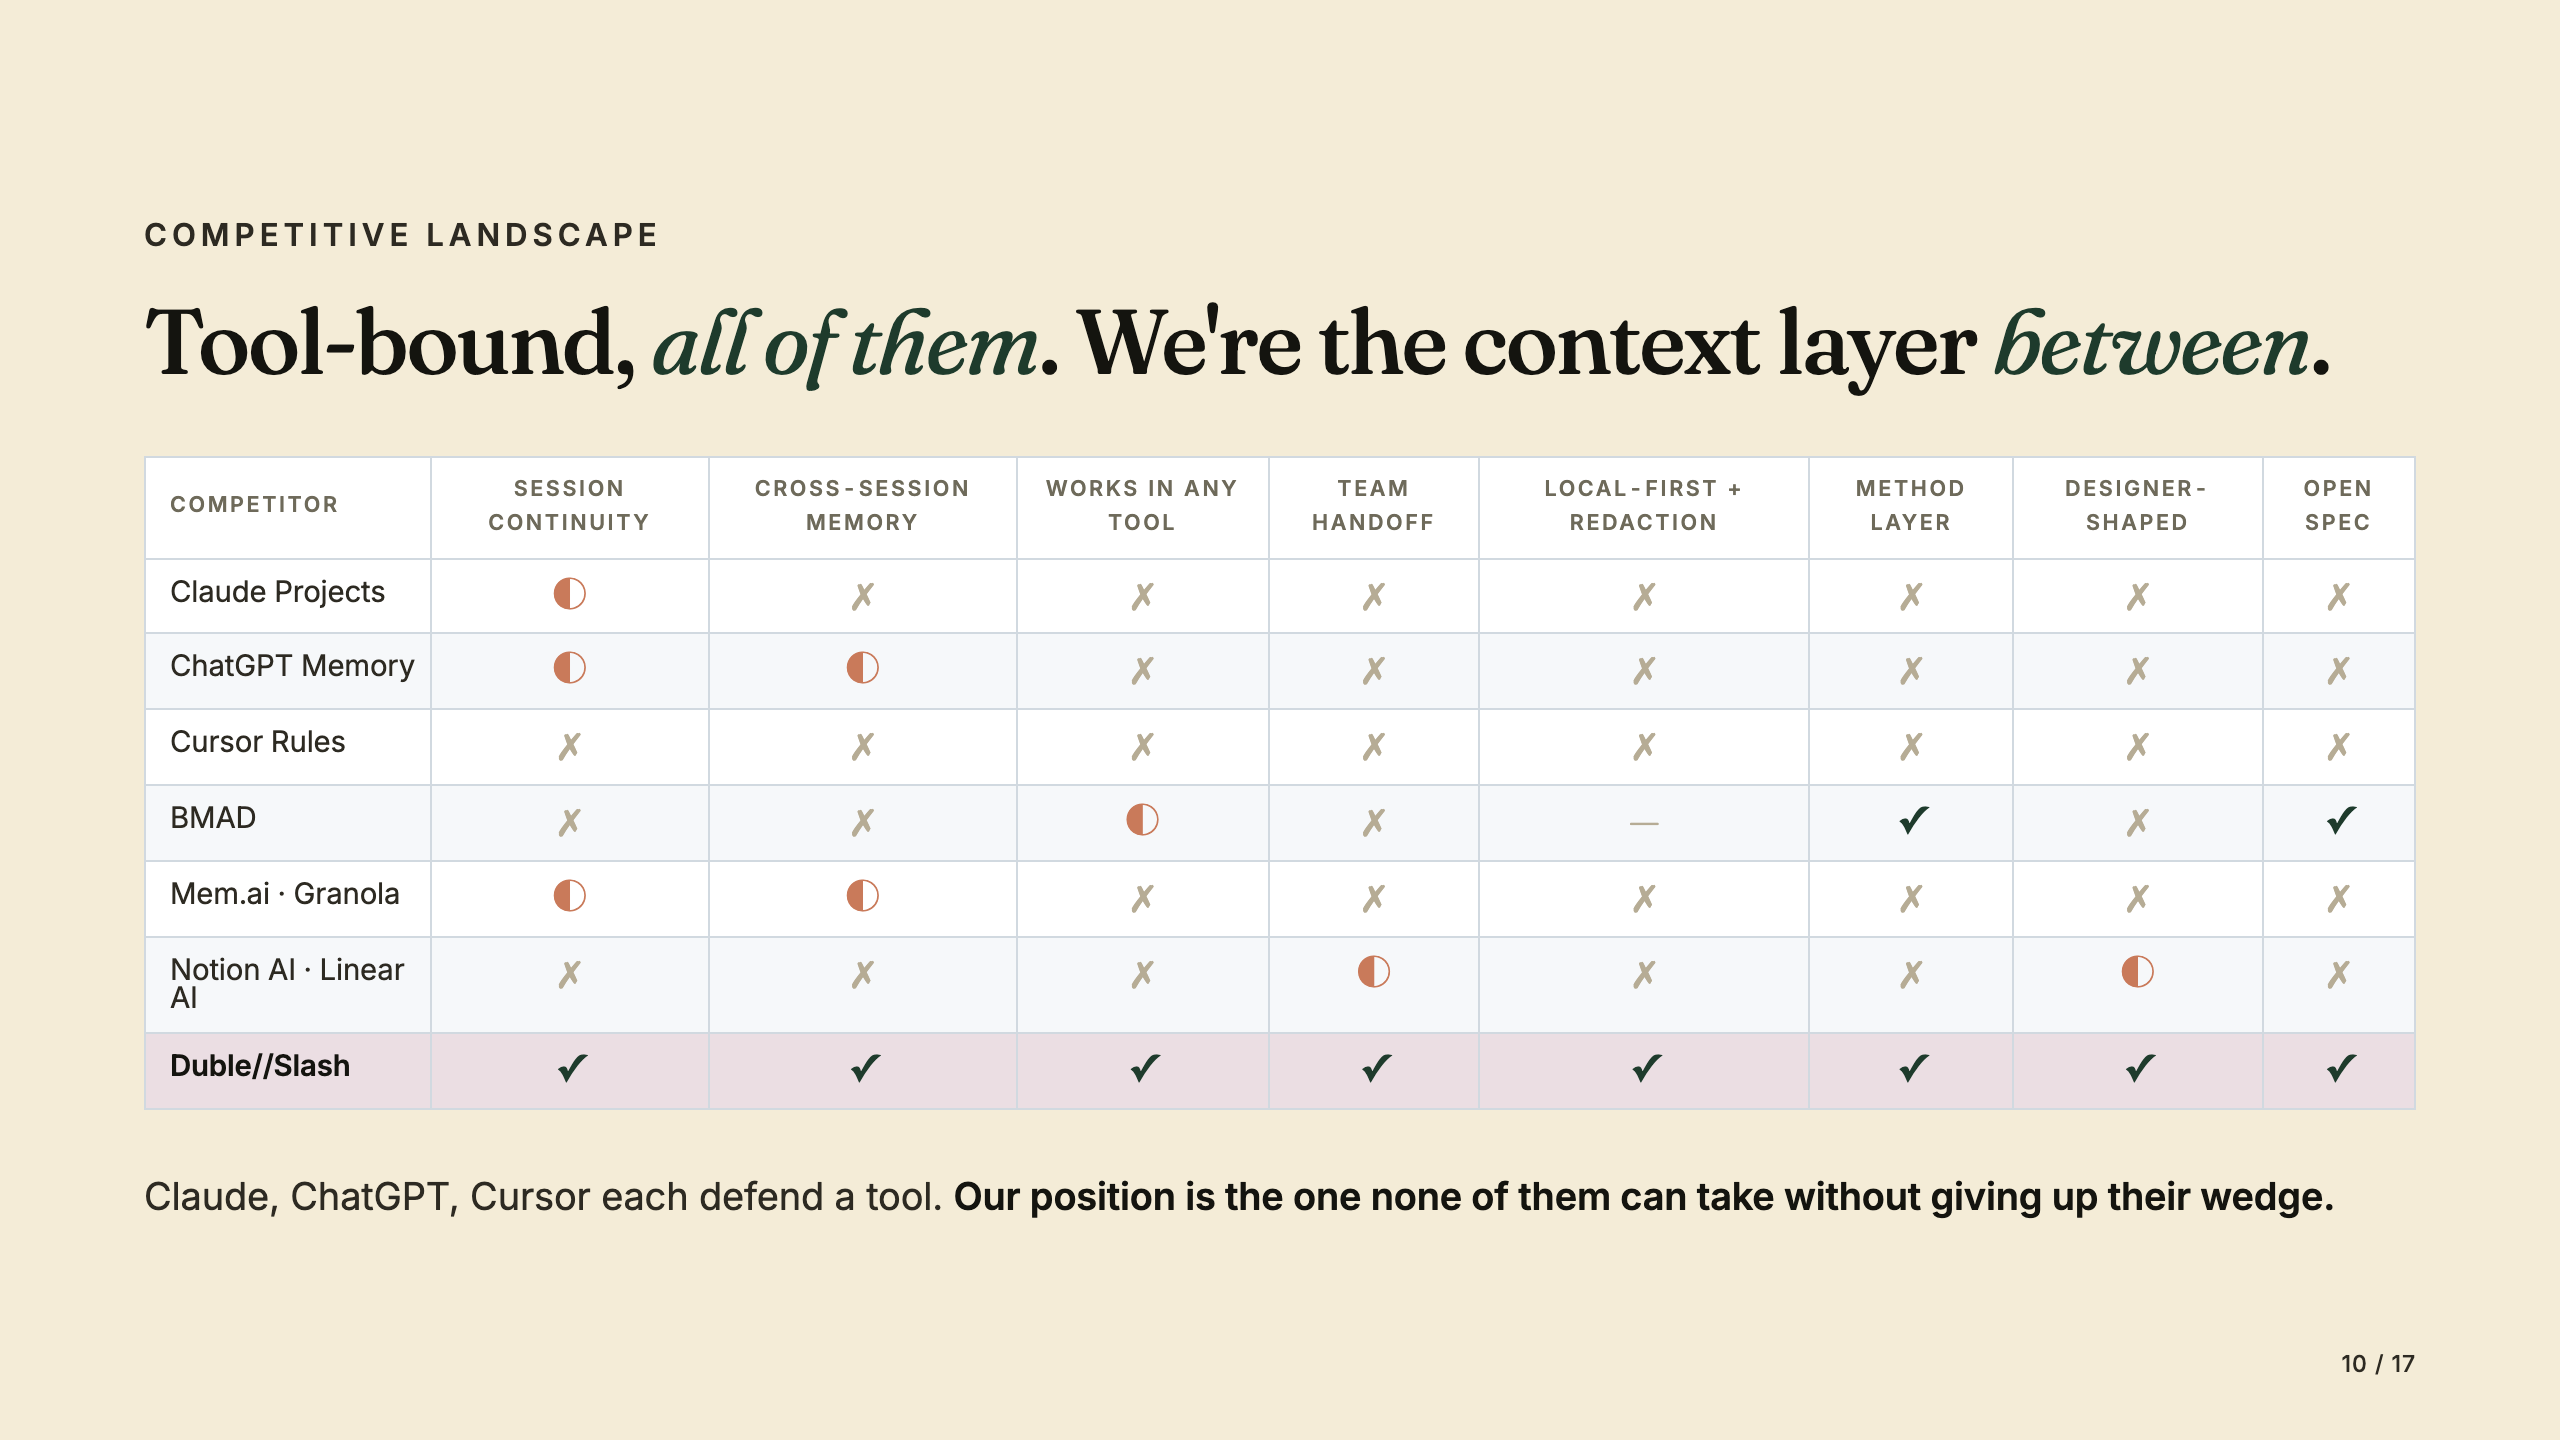 COMPETITIVE LANDSCAPE
Tool-bound, all of them. We're the context layer between.
COMPETITOR
SESSION
CONTINUITY
CROSS-SESSION
MEMORY
WORKS IN ANY
TOOL
TEAM
HANDOFF
LOCAL-FIRST +
REDACTION
METHOD
LAYER
DESIGNER-
SHAPED
OPEN
SPEC
Claude Projects ◐ ✗ ✗ ✗ ✗ ✗ ✗ ✗
ChatGPT Memory ◐ ◐ ✗ ✗ ✗ ✗ ✗ ✗
Cursor Rules ✗ ✗ ✗ ✗ ✗ ✗ ✗ ✗
BMAD ✗ ✗ ◐ ✗ — ✓ ✗ ✓
Mem.ai · Granola ◐ ◐ ✗ ✗ ✗ ✗ ✗ ✗
Notion AI · Linear
AI ✗ ✗ ✗ ◐ ✗ ✗ ◐ ✗
Duble//Slash ✓ ✓ ✓ ✓ ✓ ✓ ✓ ✓
Claude, ChatGPT, Cursor each defend a tool. Our position is the one none of them can take without giving up their wedge.
10 / 17